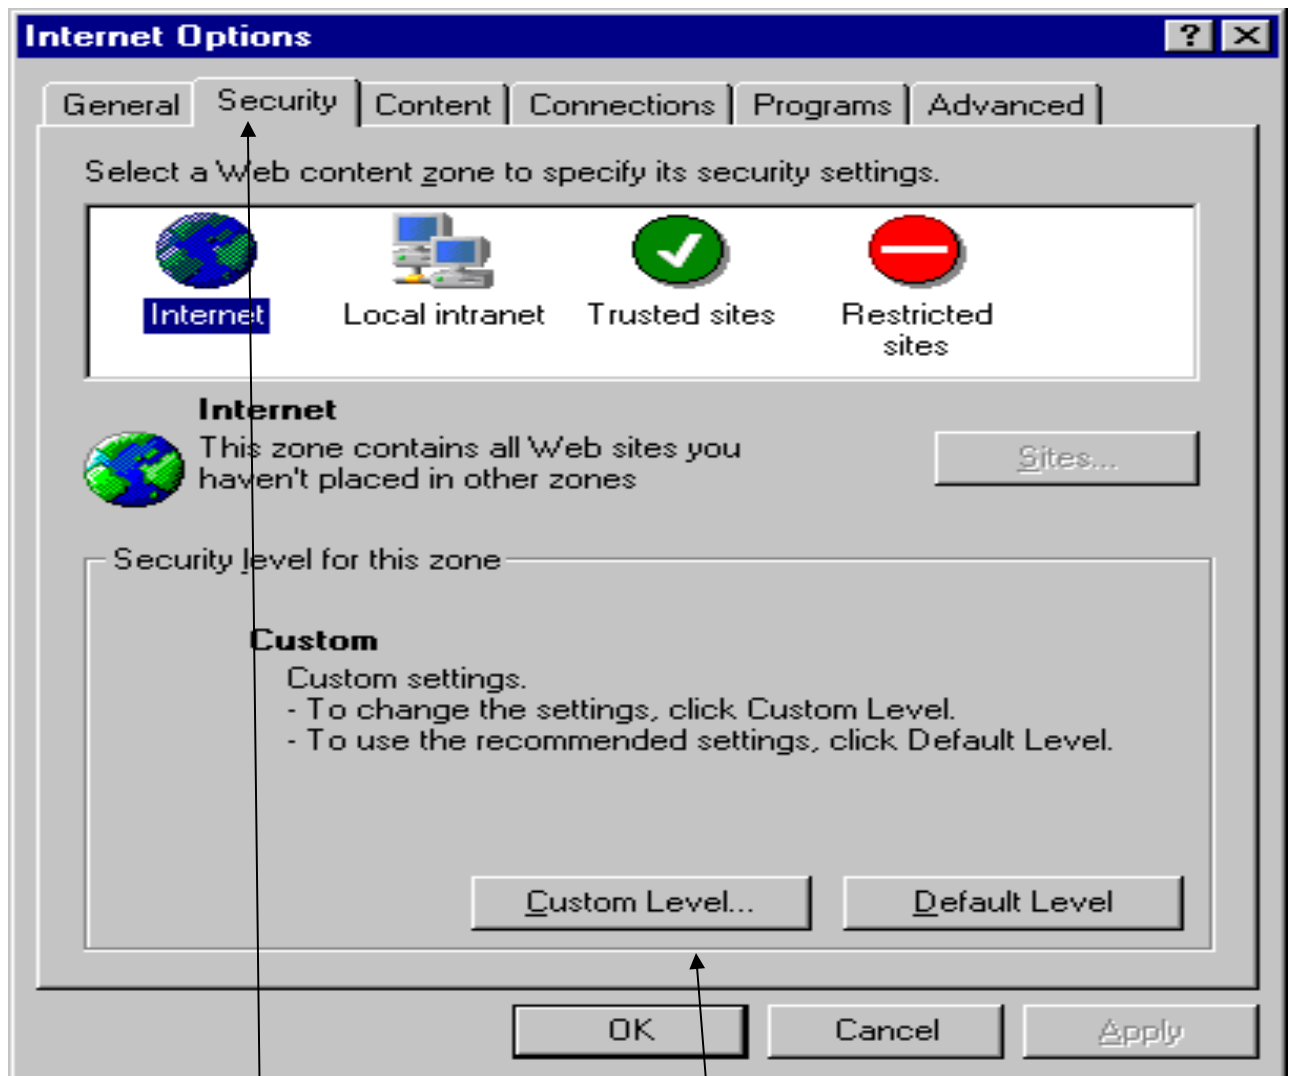 Internet Options
General Security Content Connections Programs Advanced
Select a Web content zone to specify its security settings.
Internet Local intranet Trusted sites Restricted
sites
Internet
This zone contains all Web sites you
haven't placed in other zones
Sites...
Security level for this zone
Custom
Custom settings.
- To change the settings, click Custom Level.
- To use the recommended settings, click Default Level.
Custom Level... Default Level
OK Cancel Apply